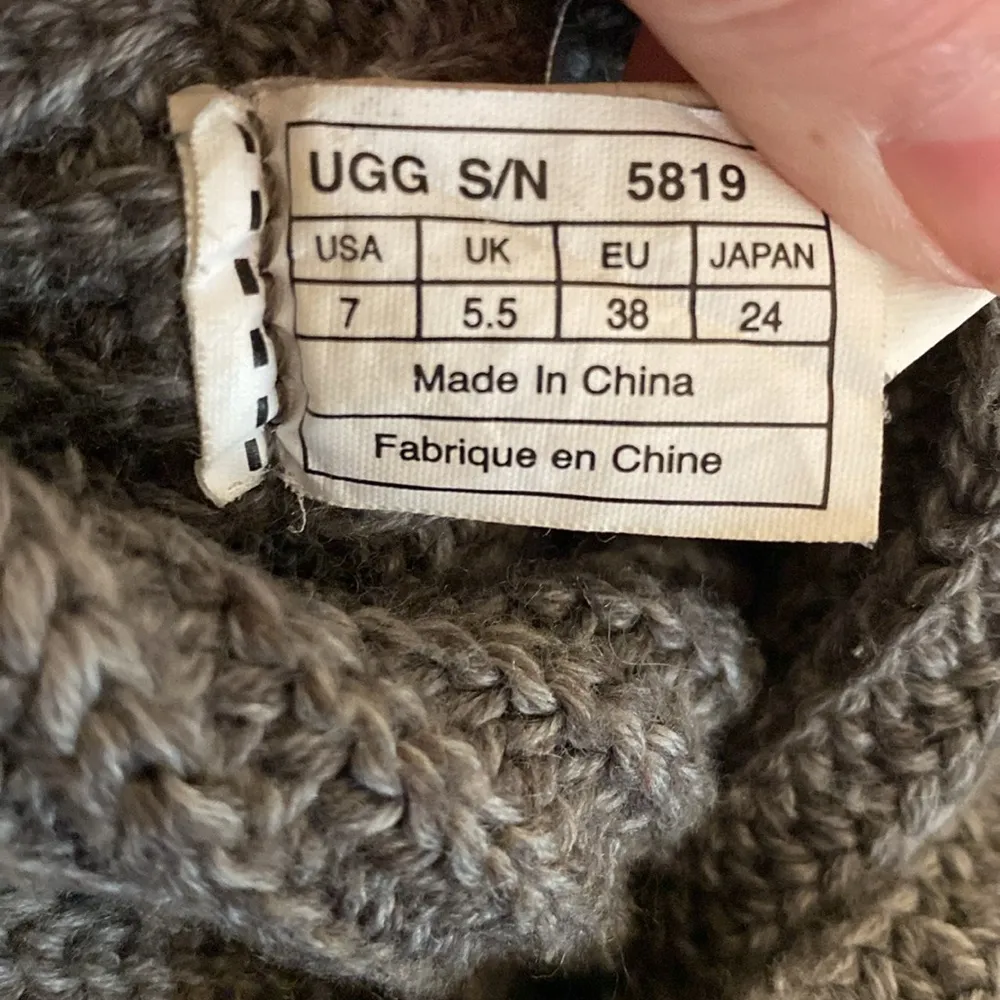 UGG S/N 5819
USA UK EU JAPAN
7 5.5 38 24
Made In China
Fabrique en Chine